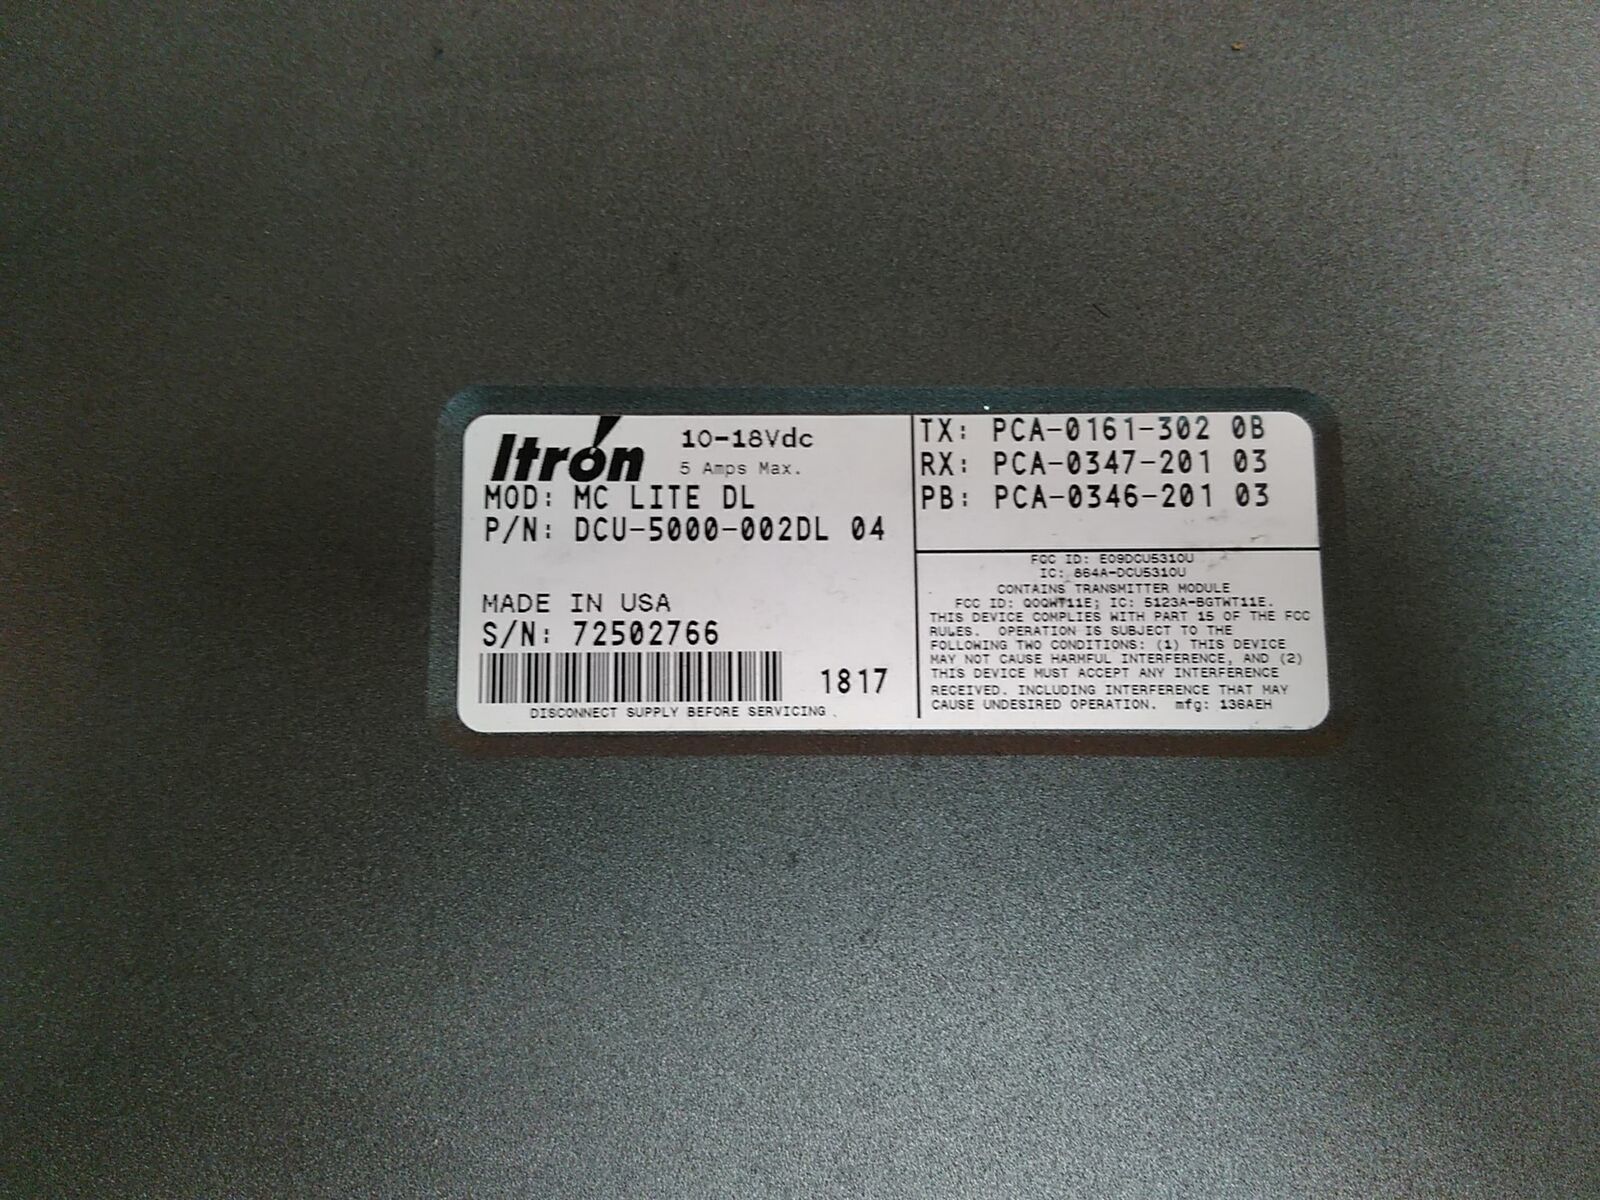 Itron 10-18Vdc
5 Amps Max.
MOD: MC LITE DL
P/N: DCU-5000-002DL 04
MADE IN USA
S/N: 72502766
1817
DISCONNECT SUPPLY BEFORE SERVICING
TX: PCA-0161-302 0B
RX: PCA-0347-201 03
PB: PCA-0346-201 03
FCC ID: EO9DCU5310U
IC: 864A-DCU5310U
CONTAINS TRANSMITTER MODULE
FCC ID: QOQWT11E; IC: 5123A-BGTWT11E.
THIS DEVICE COMPLIES WITH PART 15 OF THE FCC
RULES. OPERATION IS SUBJECT TO THE
FOLLOWING TWO CONDITIONS: (1) THIS DEVICE
MAY NOT CAUSE HARMFUL INTERFERENCE, AND (2)
THIS DEVICE MUST ACCEPT ANY INTERFERENCE
RECEIVED. INCLUDING INTERFERENCE THAT MAY
CAUSE UNDESIRED OPERATION. mfg: 136AEH